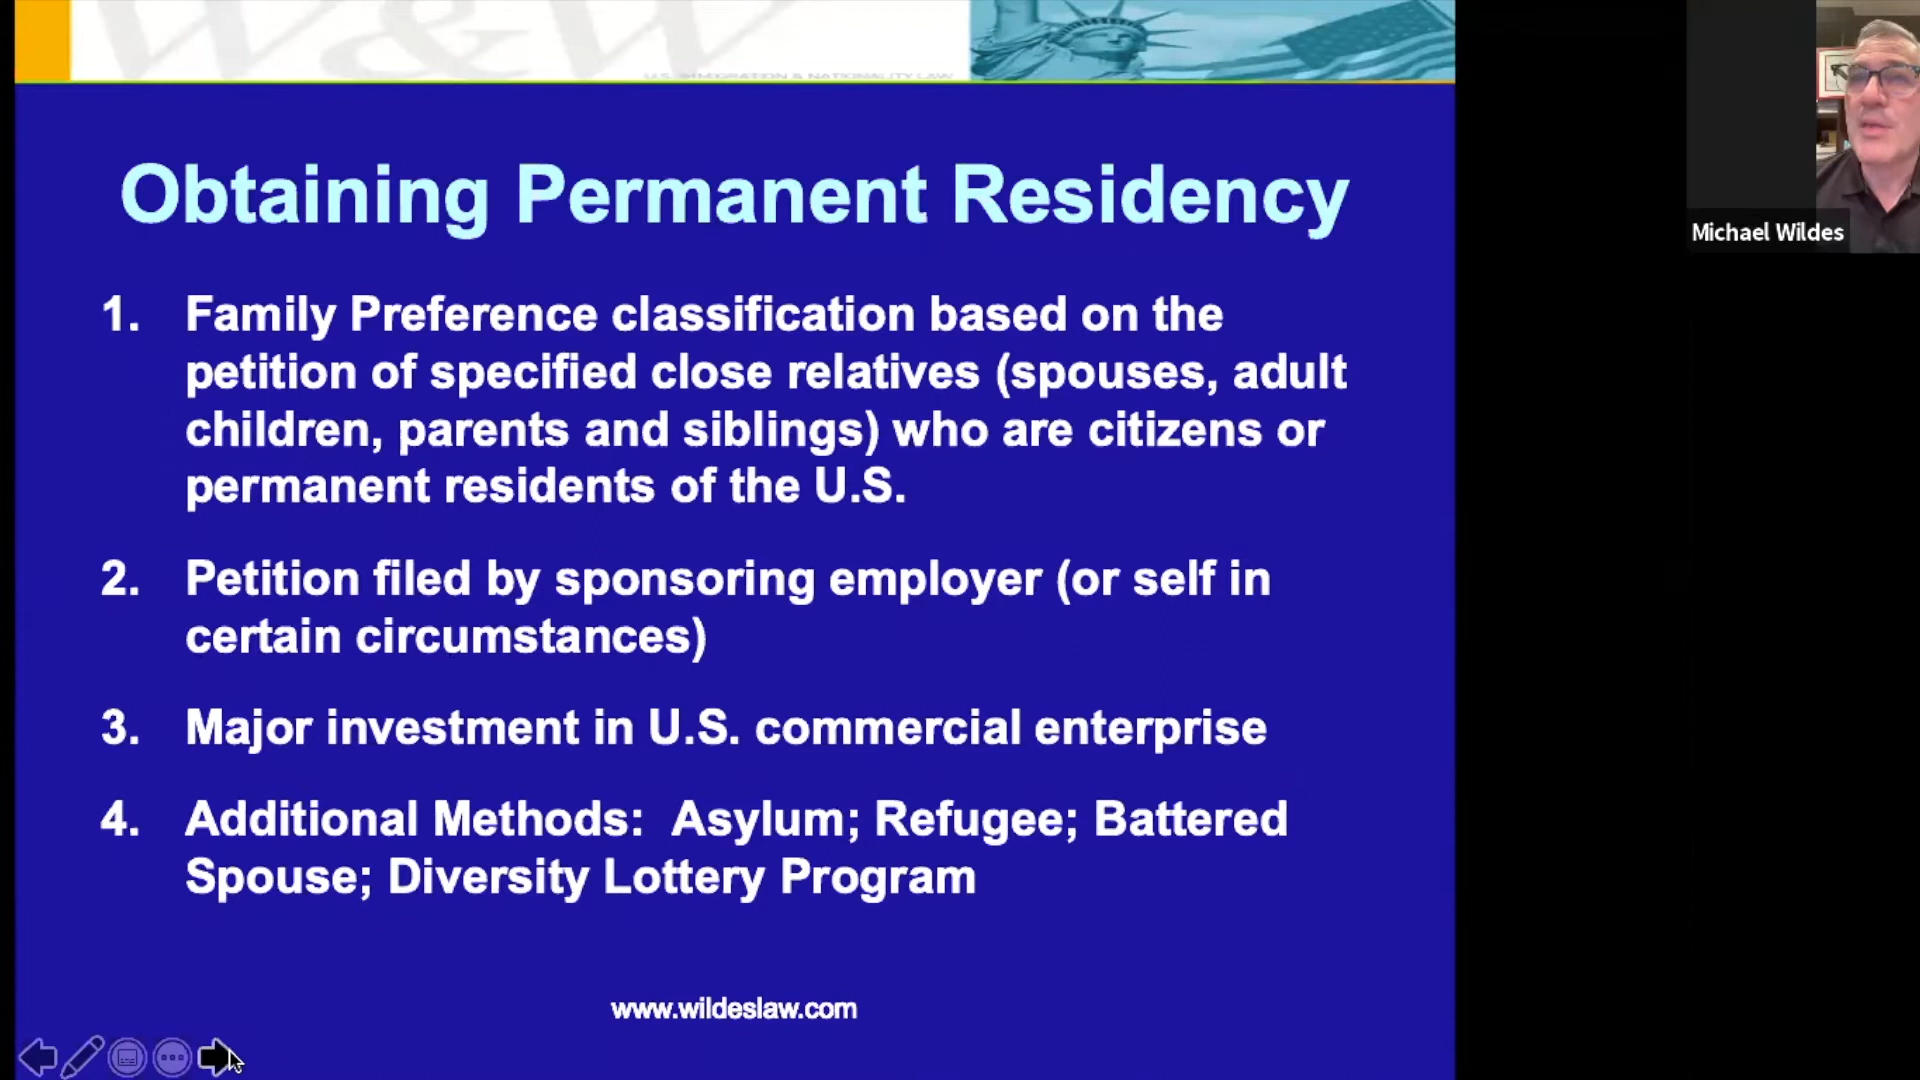 W&W
U.S. IMMIGRATION & NATIONALITY LAW
Obtaining Permanent Residency
1. Family Preference classification based on the
petition of specified close relatives (spouses, adult
children, parents and siblings) who are citizens or
permanent residents of the U.S.
2. Petition filed by sponsoring employer (or self in
certain circumstances)
3. Major investment in U.S. commercial enterprise
4. Additional Methods: Asylum; Refugee; Battered
Spouse; Diversity Lottery Program
www.wildeslaw.com
Michael Wildes